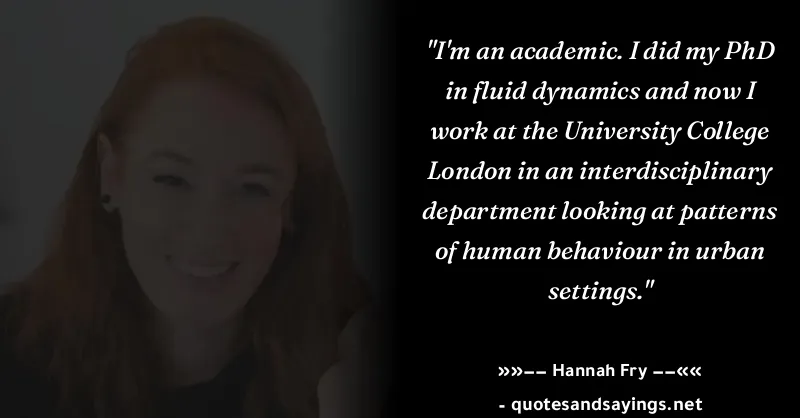 "I'm an academic. I did my PhD
in fluid dynamics and now I
work at the University College
London in an interdisciplinary
department looking at patterns
of human behaviour in urban
settings."
»»−− Hannah Fry −−««
- quotesandsayings.net